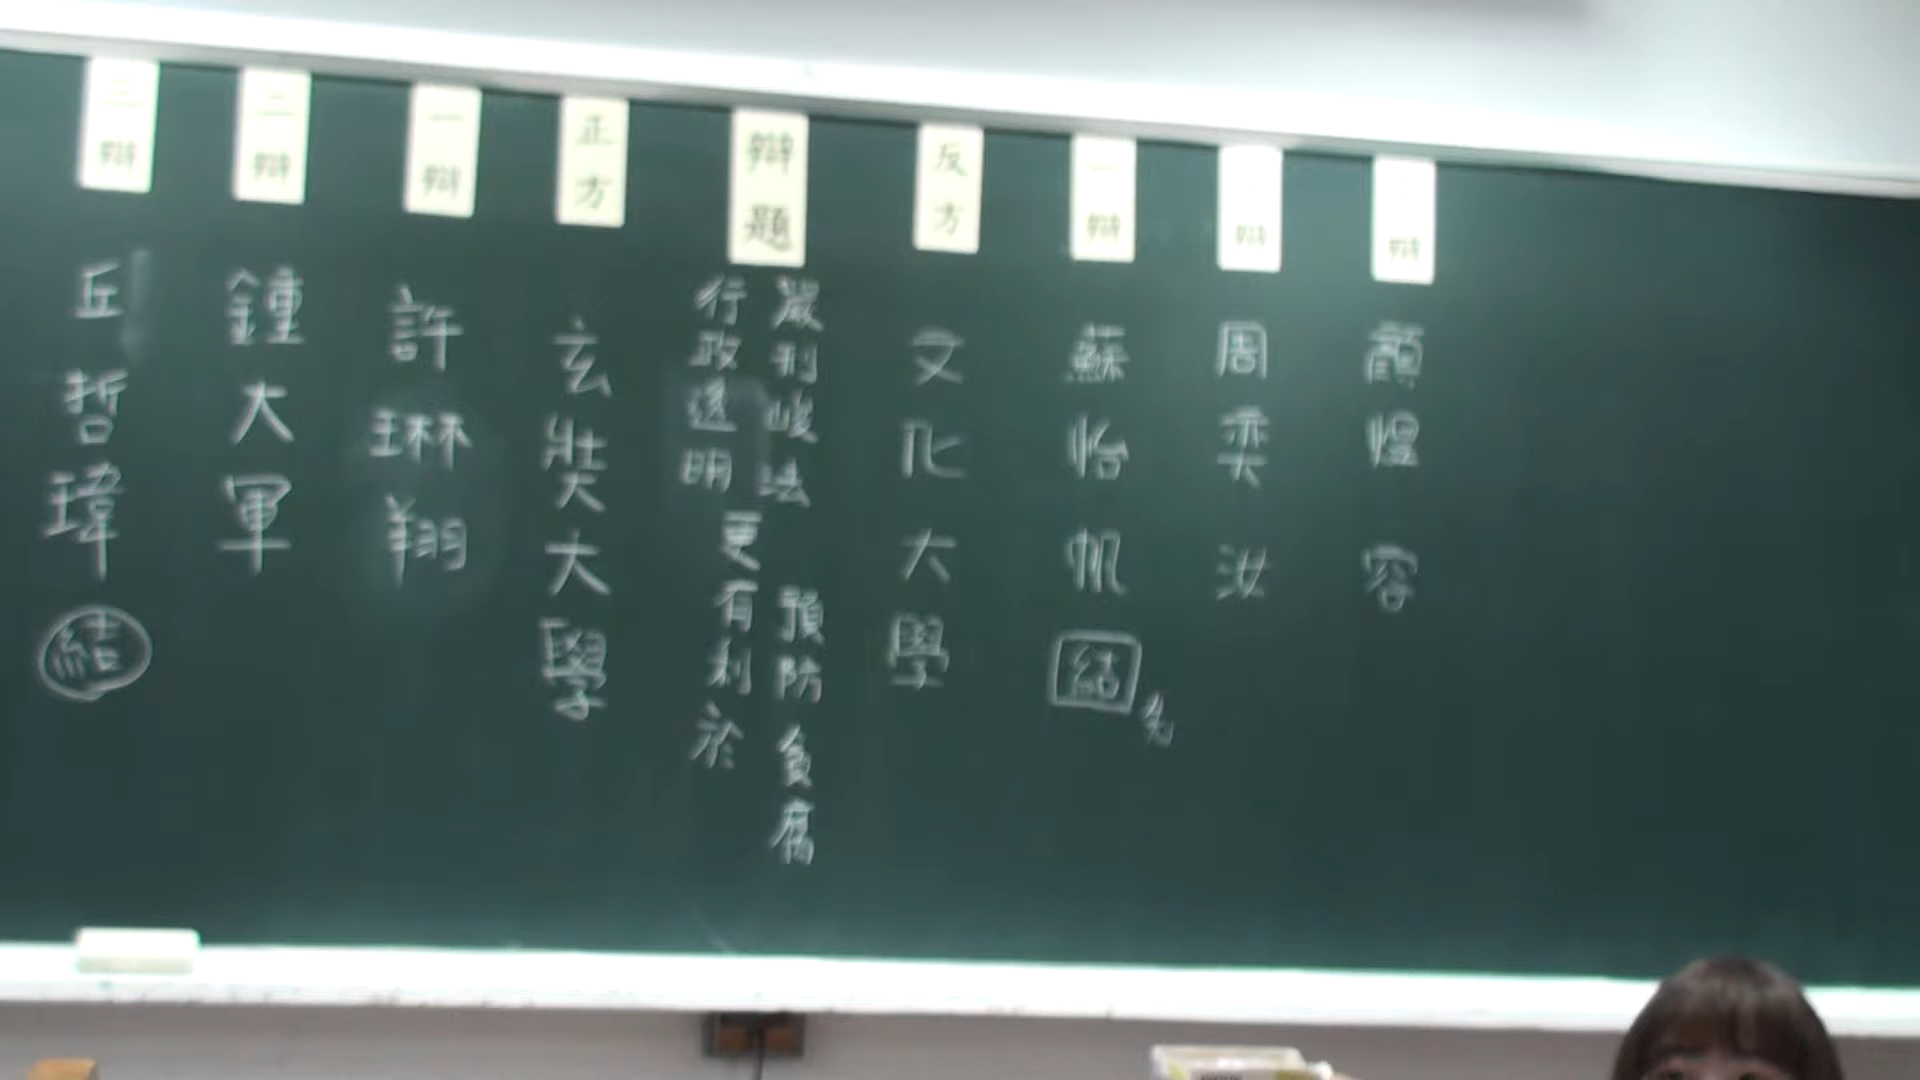 辯
顏 容
辯
周奕汝
一辯
蘇怡帆
結
先
反方
文化大學
辯題
嚴刑峻法
行政透明
更有利於
預防貪腐
正方
玄奘大學
一辯
許琳翔
二辯
鍾大軍
三辯
丘哲瑋
結